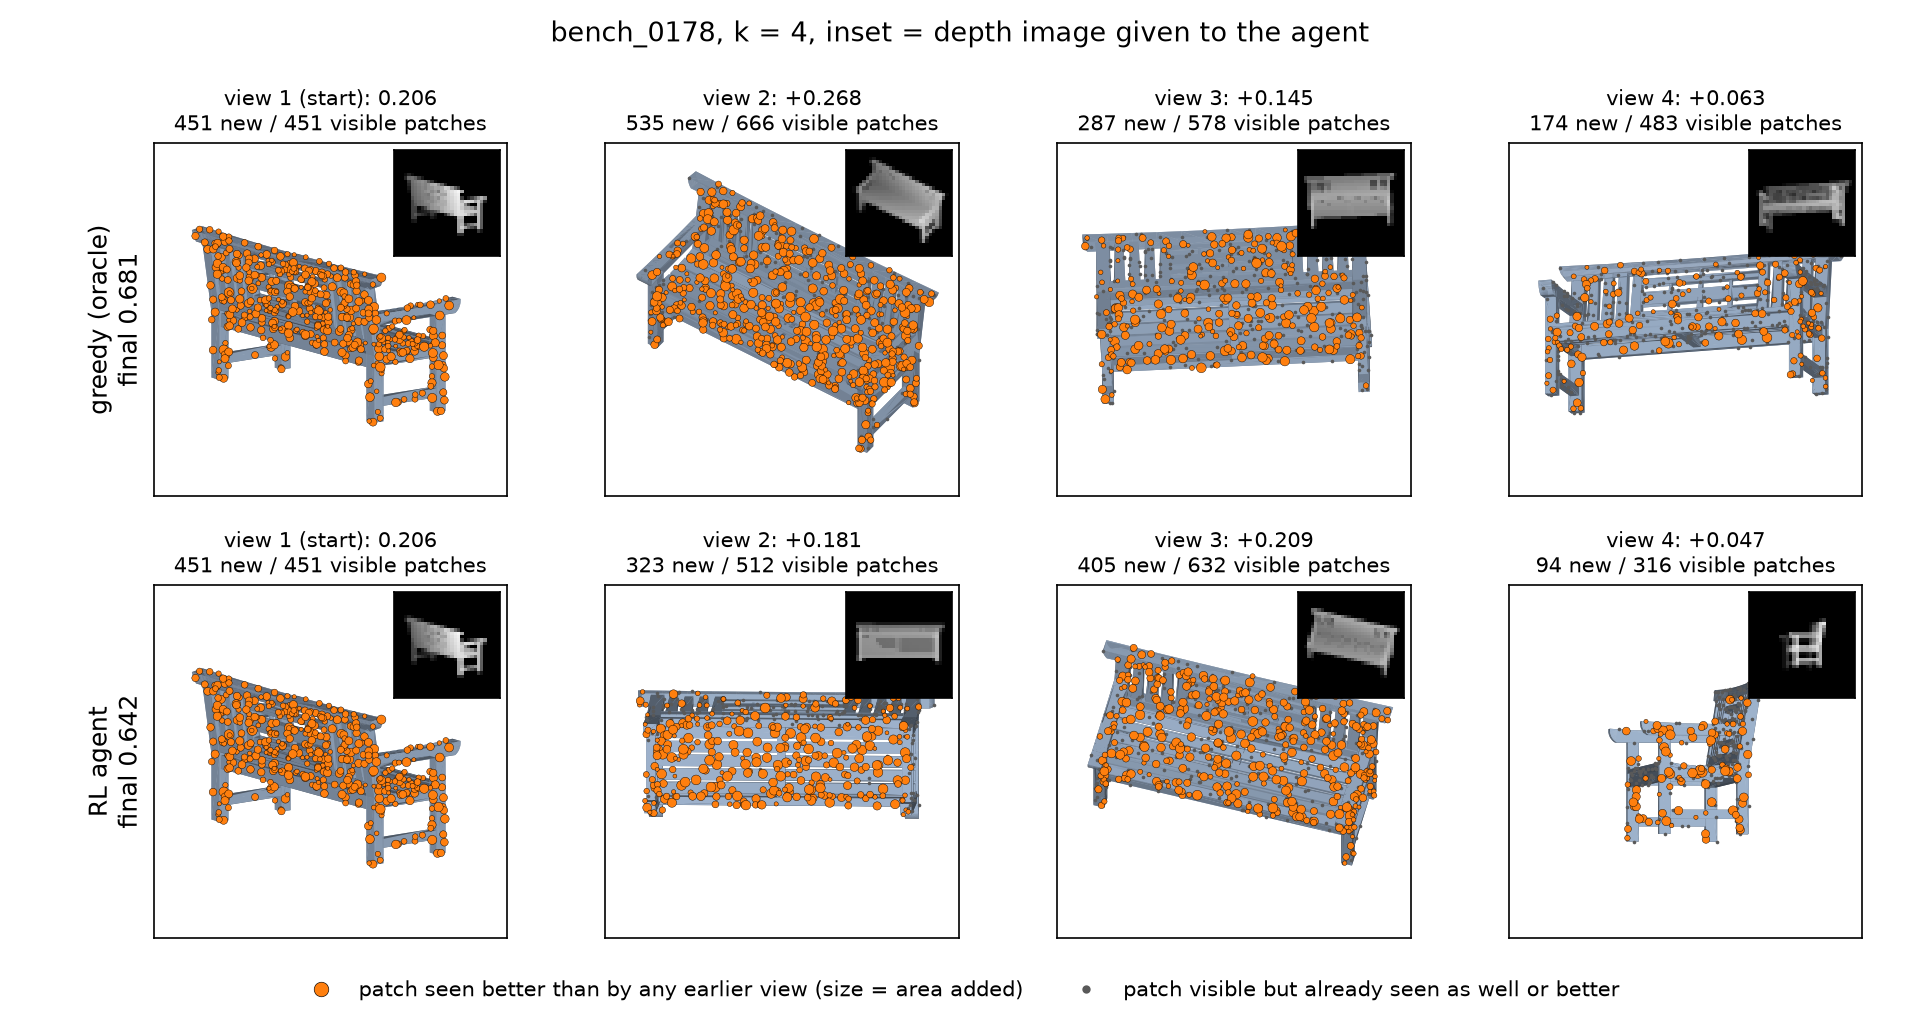 bench_0178, k = 4, inset = depth image given to the agent
greedy (oracle)
final 0.681
view 1 (start): 0.206
451 new / 451 visible patches
view 2: +0.268
535 new / 666 visible patches
view 3: +0.145
287 new / 578 visible patches
view 4: +0.063
174 new / 483 visible patches
RL agent
final 0.642
view 1 (start): 0.206
451 new / 451 visible patches
view 2: +0.181
323 new / 512 visible patches
view 3: +0.209
405 new / 632 visible patches
view 4: +0.047
94 new / 316 visible patches
patch seen better than by any earlier view (size = area added)
patch visible but already seen as well or better